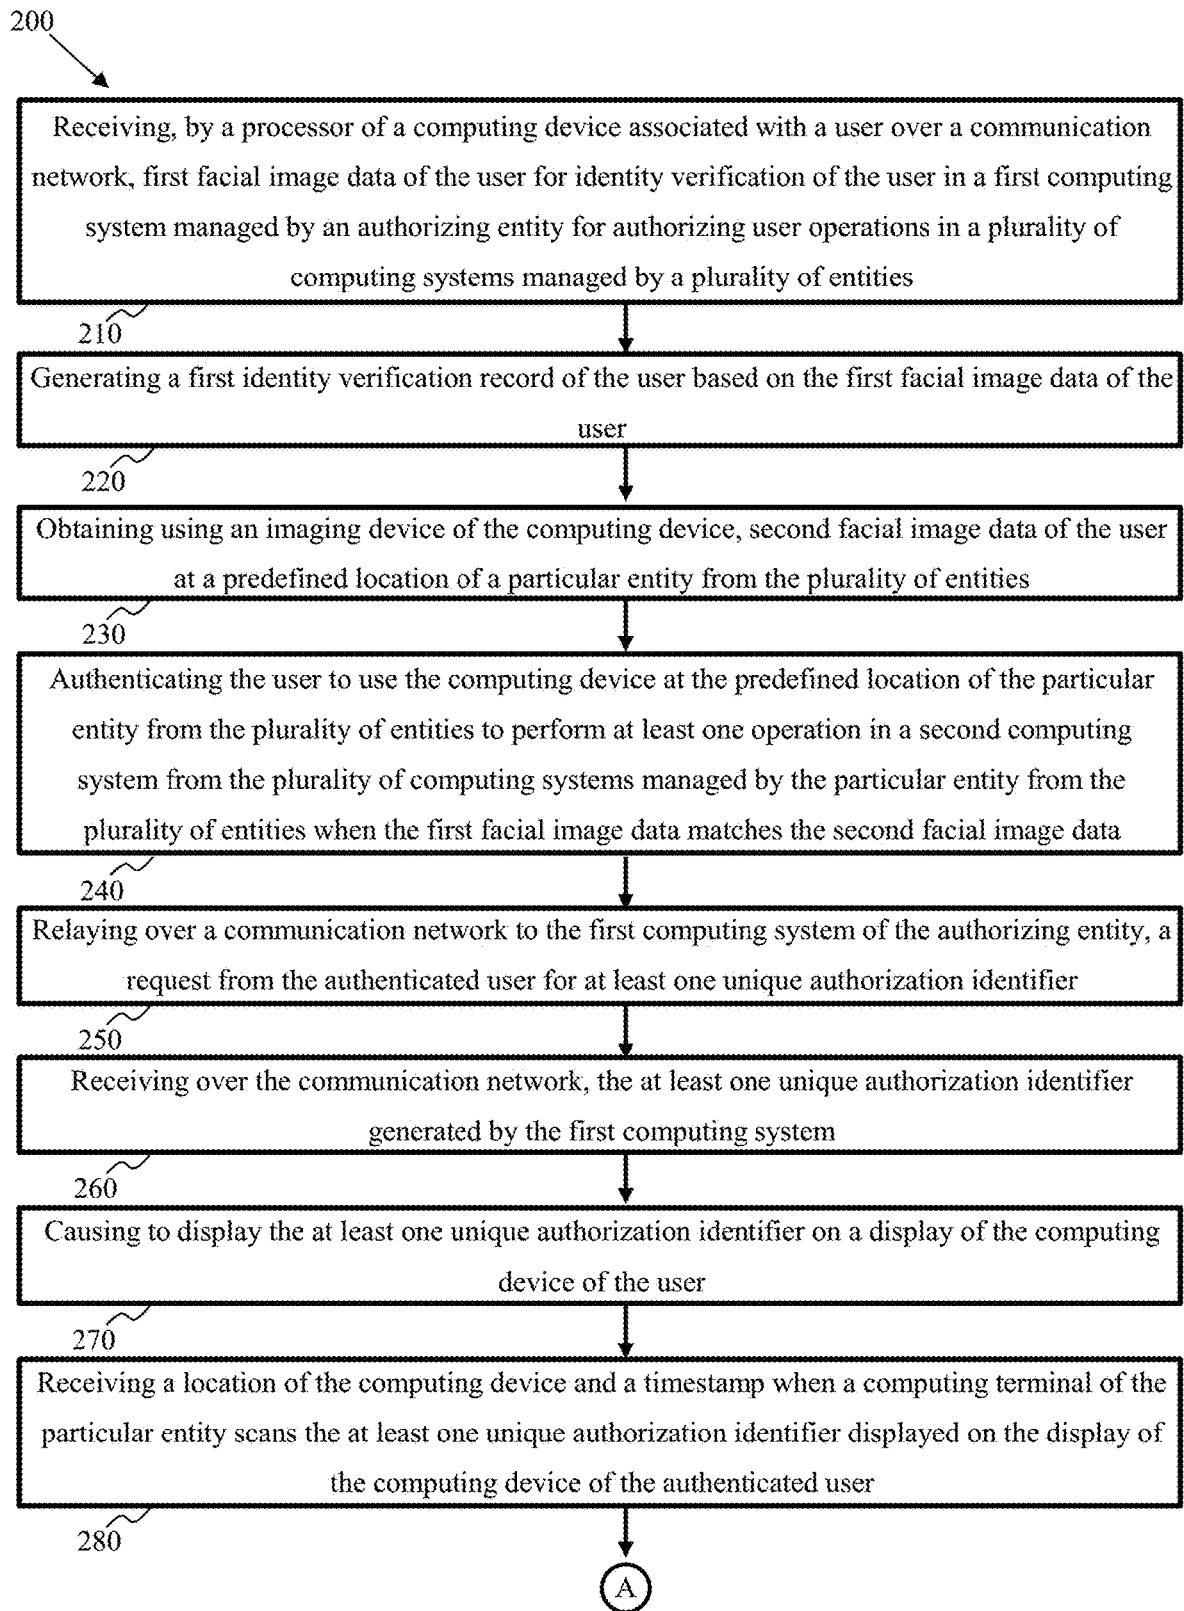 200
Receiving, by a processor of a computing device associated with a user over a communication
network, first facial image data of the user for identity verification of the user in a first computing
system managed by an authorizing entity for authorizing user operations in a plurality of
computing systems managed by a plurality of entities
210
Generating a first identity verification record of the user based on the first facial image data of the
user
220
Obtaining using an imaging device of the computing device, second facial image data of the user
at a predefined location of a particular entity from the plurality of entities
230
Authenticating the user to use the computing device at the predefined location of the particular
entity from the plurality of entities to perform at least one operation in a second computing
system from the plurality of computing systems managed by the particular entity from the
plurality of entities when the first facial image data matches the second facial image data
240
Relaying over a communication network to the first computing system of the authorizing entity, a
request from the authenticated user for at least one unique authorization identifier
250
Receiving over the communication network, the at least one unique authorization identifier
generated by the first computing system
260
Causing to display the at least one unique authorization identifier on a display of the computing
device of the user
270
Receiving a location of the computing device and a timestamp when a computing terminal of the
particular entity scans the at least one unique authorization identifier displayed on the display of
the computing device of the authenticated user
280
A